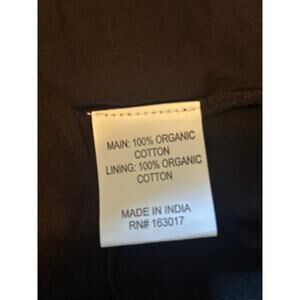 MAIN: 100% ORGANIC
COTTON
LINING: 100% ORGANIC
COTTON
MADE IN INDIA
RN# 163017